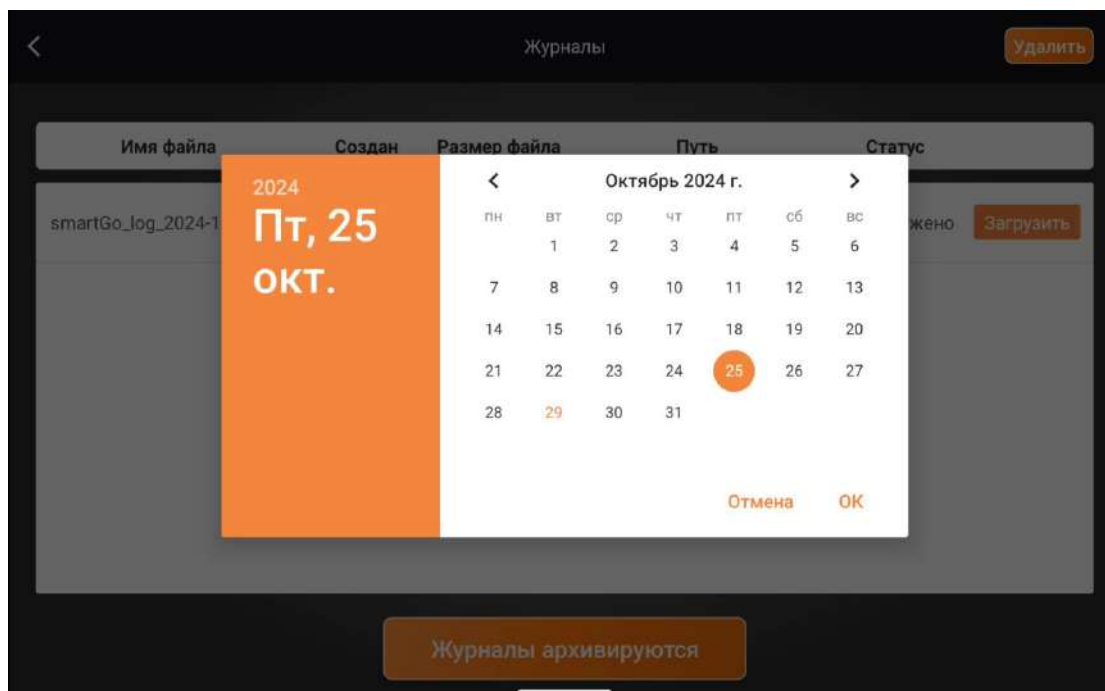 Журналы
Удалить
Имя файла Создан Размер файла Путь Статус
smartGo_log_2024-1
жено Загрузить
2024
Пт, 25
окт.
Октябрь 2024 г.
пн вт ср чт пт сб вс
1 2 3 4 5 6
7 8 9 10 11 12 13
14 15 16 17 18 19 20
21 22 23 24 25 26 27
28 29 30 31
Отмена ОК
Журналы архивируются